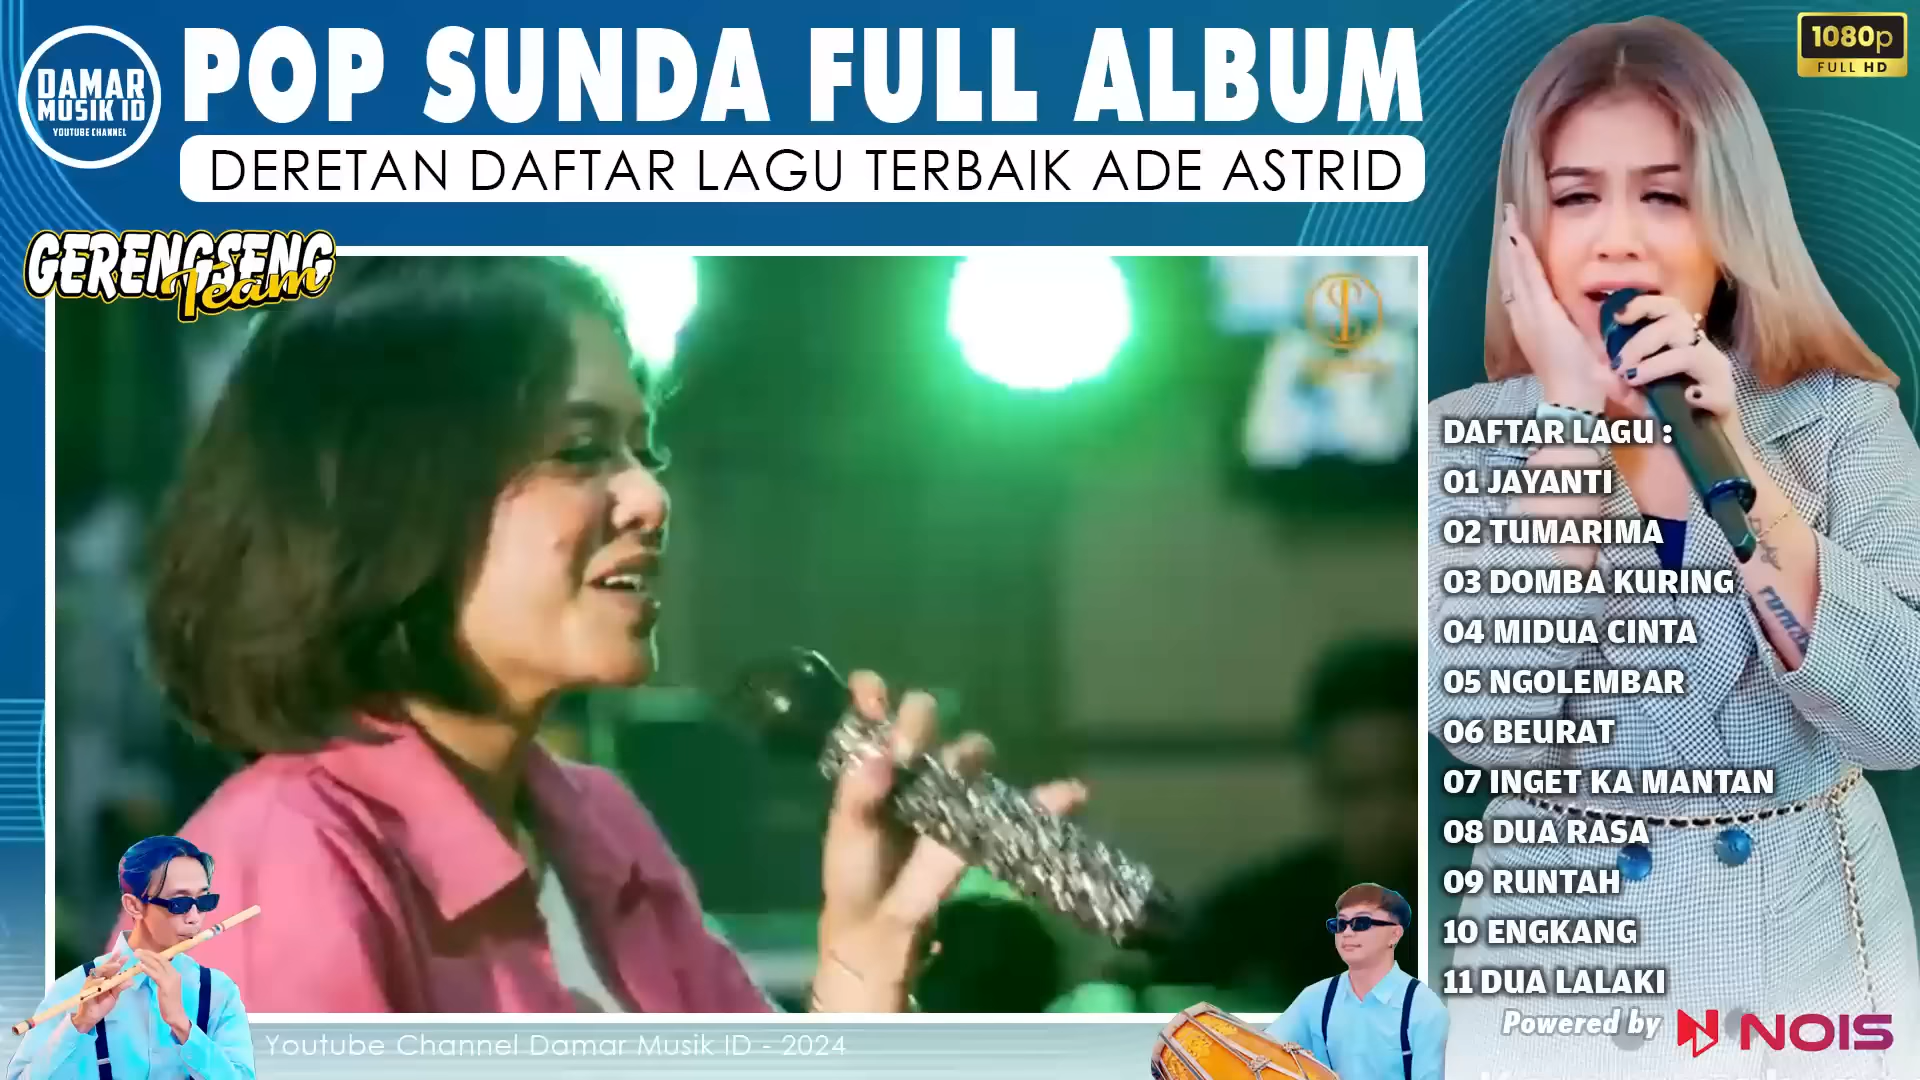 DAMAR
MUSIK ID
YOUTUBE CHANNEL
POP SUNDA FULL ALBUM
DERETAN DAFTAR LAGU TERBAIK ADE ASTRID
1080p
FULL HD
GERENGSENG
Team
DAFTAR LAGU :
01 JAYANTI
02 TUMARIMA
03 DOMBA KURING
04 MIDUA CINTA
05 NGOLEMBAR
06 BEURAT
07 INGET KA MANTAN
08 DUA RASA
09 RUNTAH
10 ENGKANG
11 DUA LALAKI
Powered by
NOIS
Youtube Channel Damar Musik ID - 2024